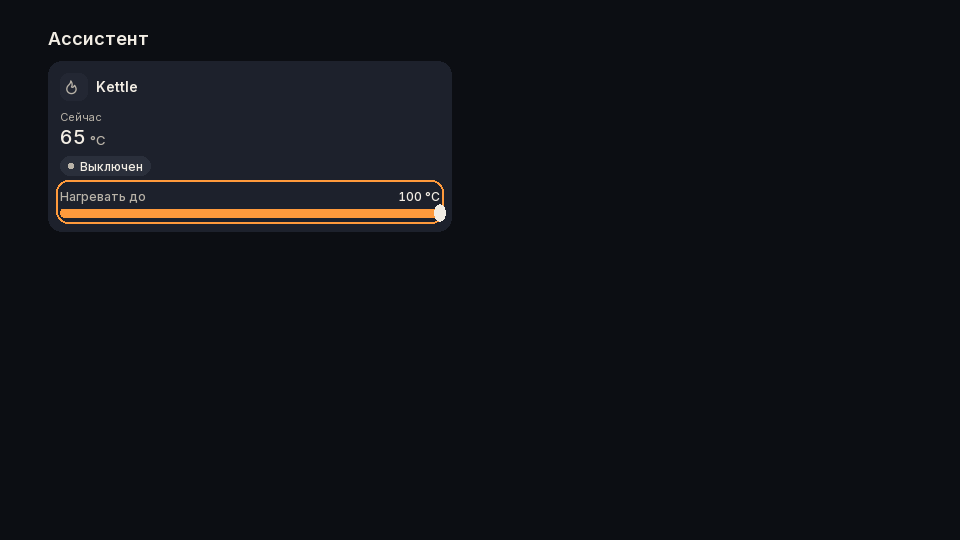 Ассистент
Kettle
Сейчас
65 °C
Выключен
Нагревать до 100 °C